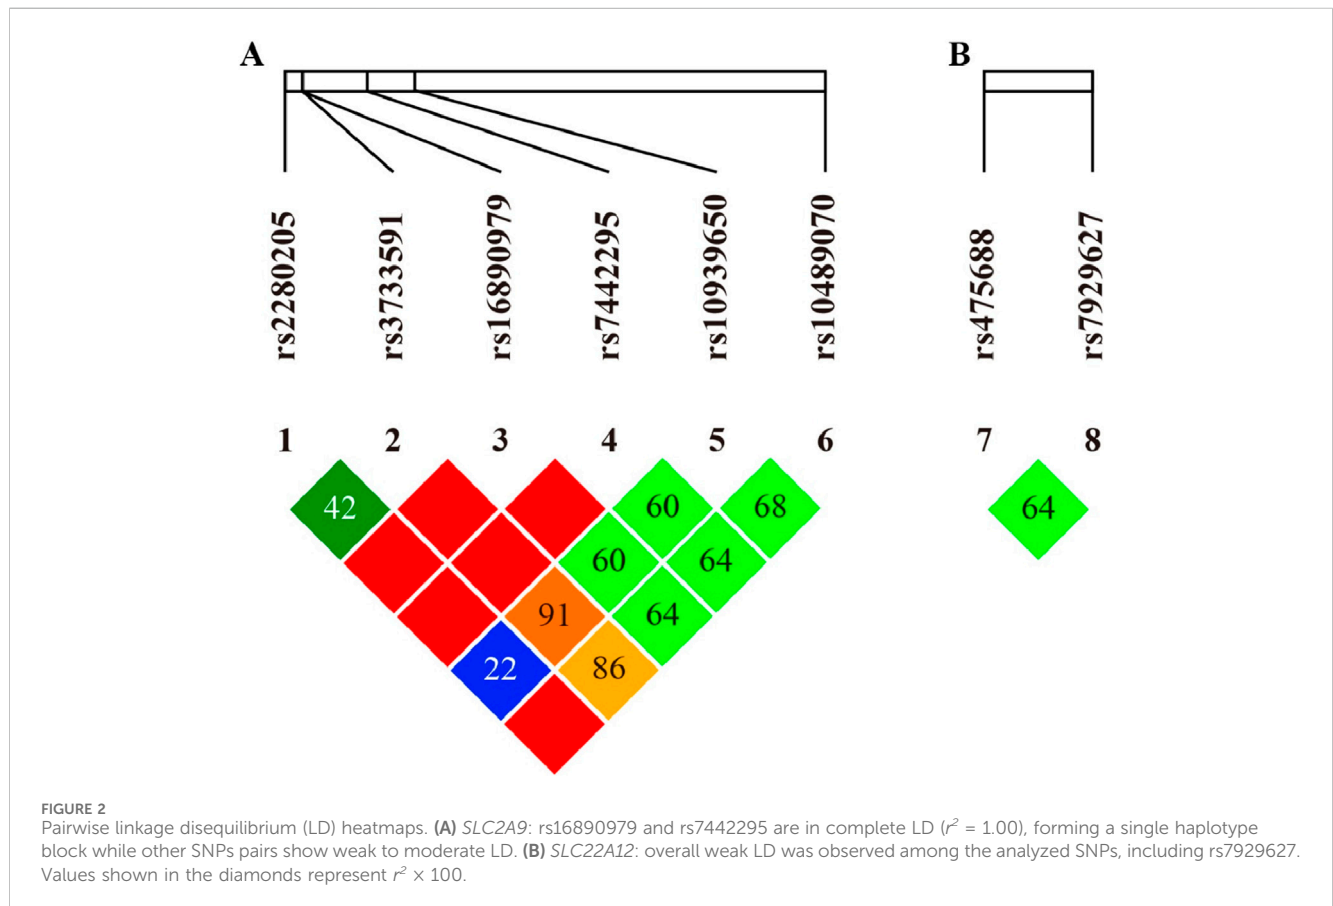 A
B
rs2280205
rs3733591
rs16890979
rs7442295
rs10939650
rs10489070
rs475688
rs7929627
1 2 3 4 5 6 7 8
42 60 68 64
60 64
91 64
22 86
FIGURE 2
Pairwise linkage disequilibrium (LD) heatmaps. (A) SLC2A9: rs16890979 and rs7442295 are in complete LD (r² = 1.00), forming a single haplotype
block while other SNPs pairs show weak to moderate LD. (B) SLC22A12: overall weak LD was observed among the analyzed SNPs, including rs7929627.
Values shown in the diamonds represent r² × 100.